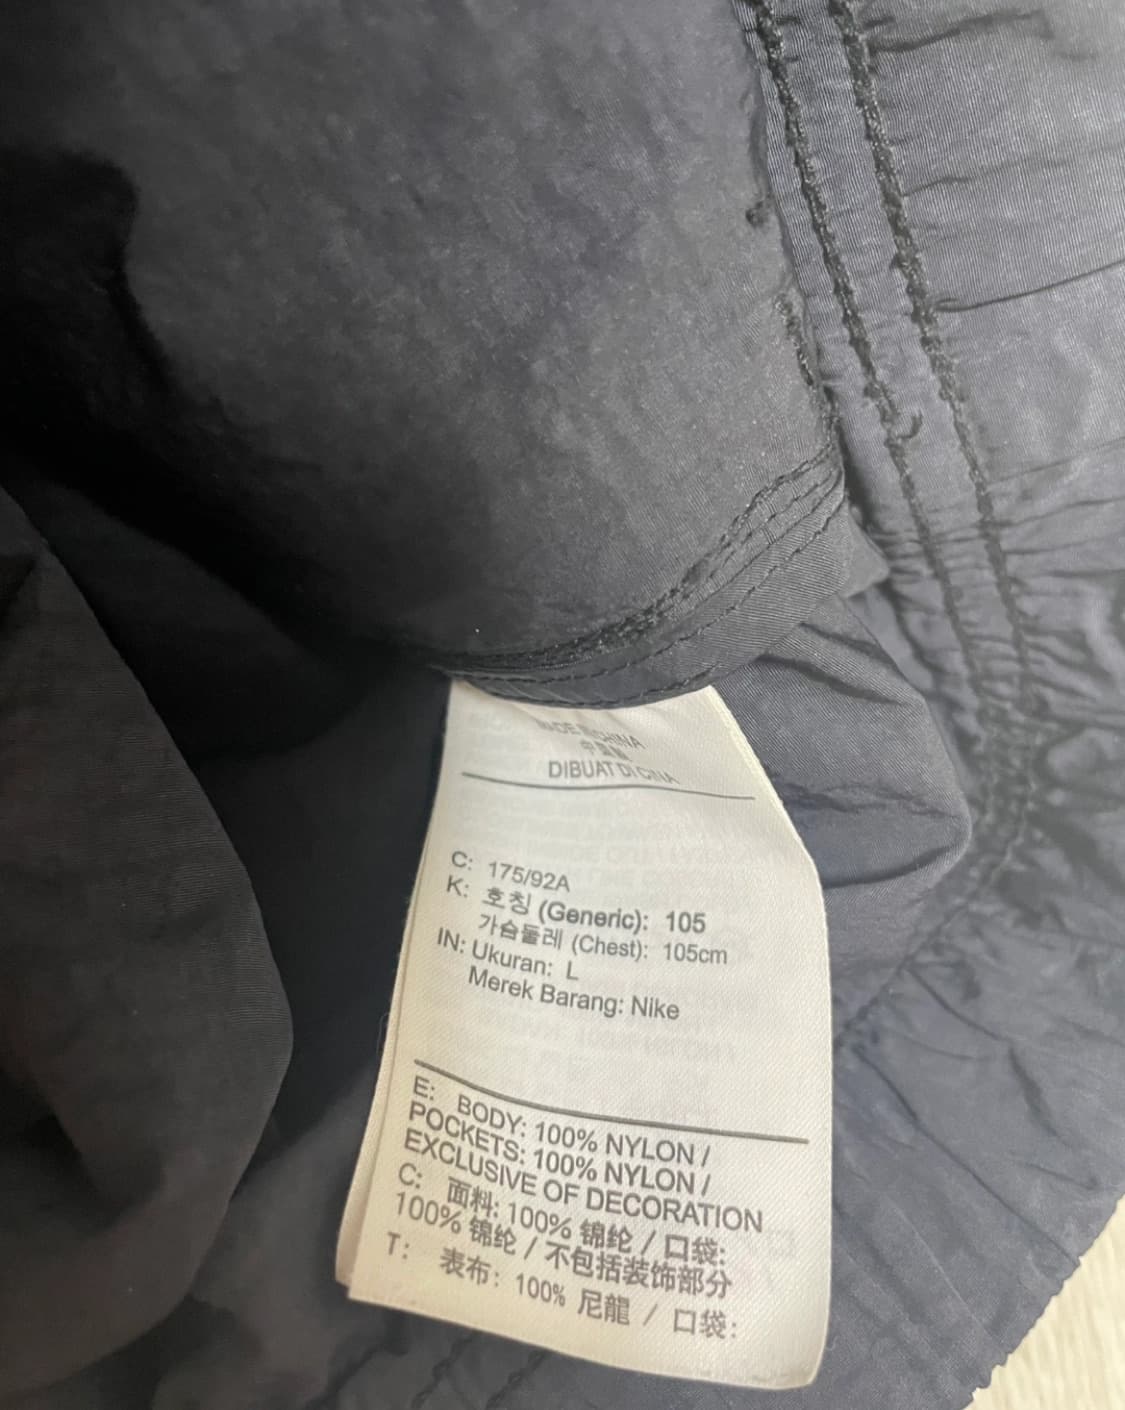 MADE IN CHINA
中国制
DIBUAT DI CINA
C: 175/92A
K: 호칭 (Generic): 105
가슴둘레 (Chest): 105cm
IN: Ukuran: L
Merek Barang: Nike
E: BODY: 100% NYLON /
POCKETS: 100% NYLON /
EXCLUSIVE OF DECORATION
C: 面料: 100% 锦纶 / 口袋:
100% 锦纶 / 不包括装饰部分
T: 表布: 100% 尼龍 / 口袋: